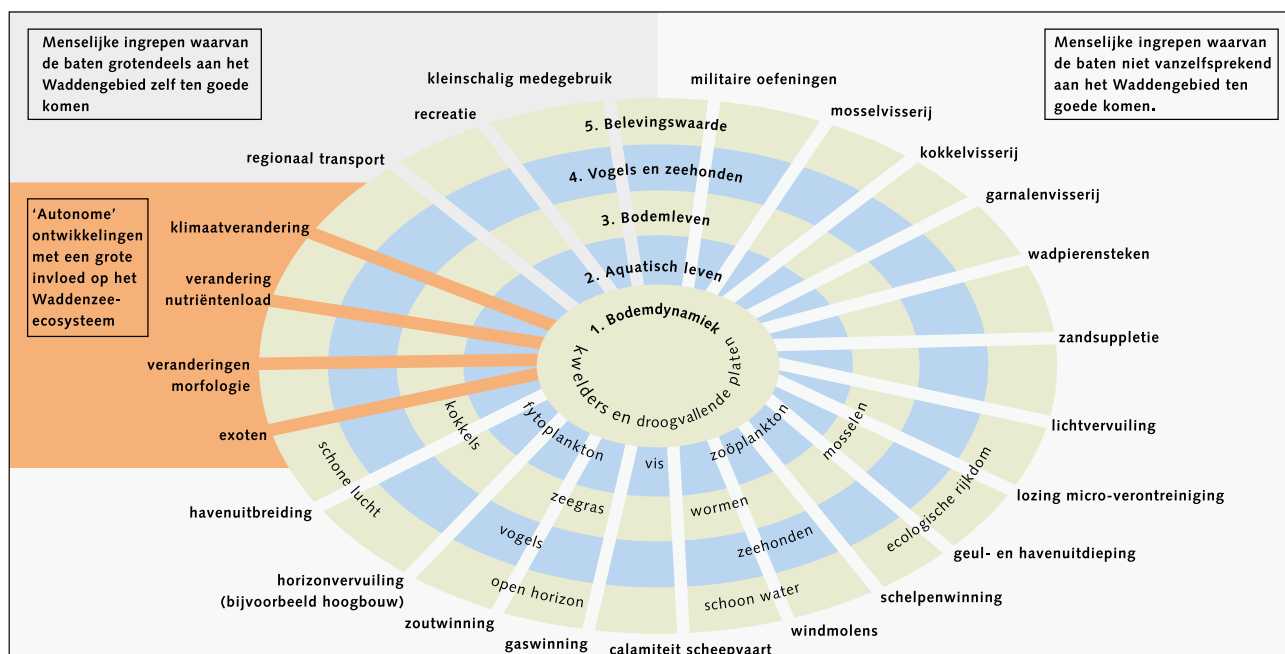 Menselijke ingrepen waarvan
de baten grotendeels aan het
Waddengebied zelf ten goede
komen
Menselijke ingrepen waarvan
de baten niet vanzelfsprekend
aan het Waddengebied ten
goede komen.
'Autonome'
ontwikkelingen
met een grote
invloed op het
Waddenzee-
ecosysteem
kleinschalig medegebruik
recreatie
regionaal transport
klimaatverandering
verandering
nutriëntenload
veranderingen
morfologie
exoten
militaire oefeningen
mosselvisserij
kokkelvisserij
garnalenvisserij
wadpierensteken
zandsuppletie
lichtvervuiling
lozing micro-verontreiniging
geul- en havenuitdieping
schelpenwinning
windmolens
calamiteit scheepvaart
gaswinning
zoutwinning
horizonvervuiling
(bijvoorbeeld hoogbouw)
havenuitbreiding
5. Belevingswaarde
4. Vogels en zeehonden
3. Bodemleven
2. Aquatisch leven
1. Bodemdynamiek
kwelders en droogvallende platen
fytoplankton
vis
zoöplankton
kokkels
zeegras
wormen
mosselen
vogels
zeehonden
schone lucht
open horizon
schoon water
ecologische rijkdom